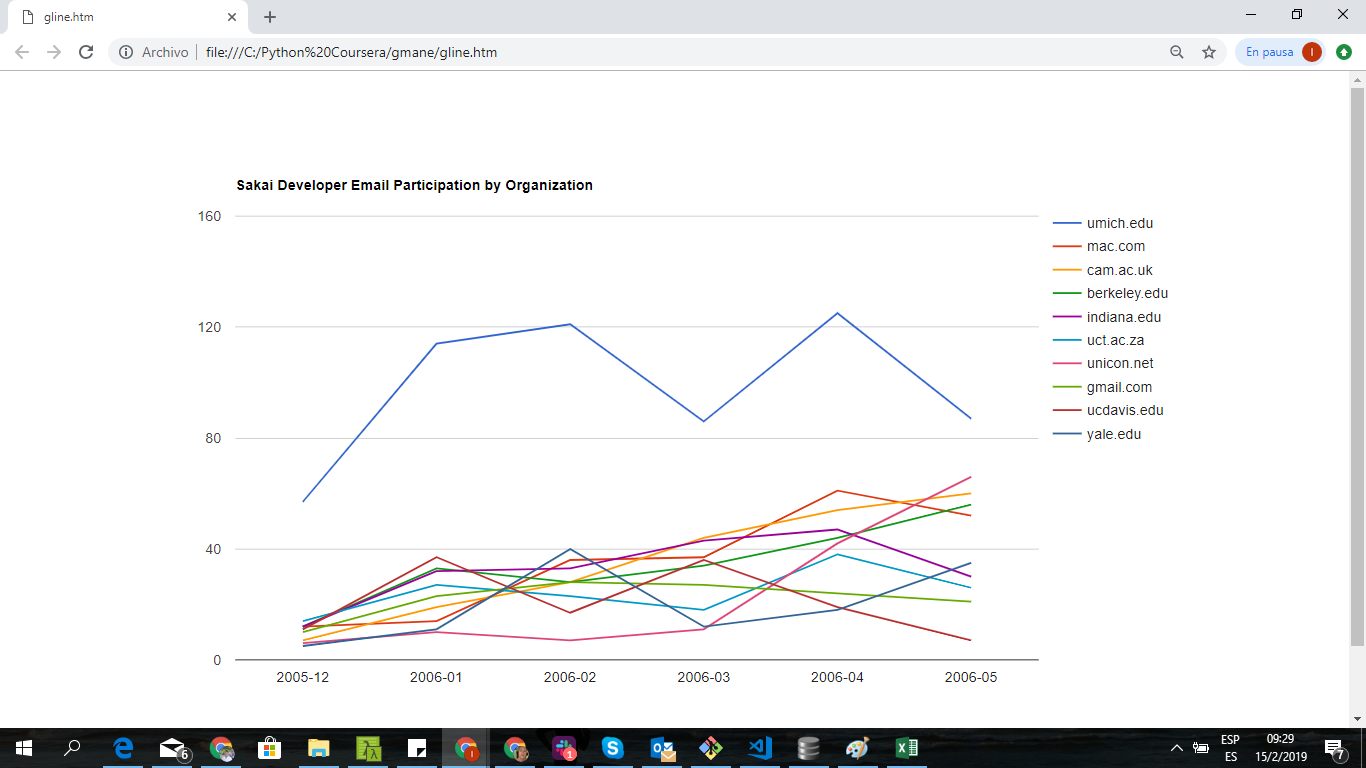 gline.htm
Archivo file:///C:/Python%20Coursera/gmane/gline.htm En pausa I
Sakai Developer Email Participation by Organization
160
120
80
40
0
2005-12 2006-01 2006-02 2006-03 2006-04 2006-05
umich.edu
mac.com
cam.ac.uk
berkeley.edu
indiana.edu
uct.ac.za
unicon.net
gmail.com
ucdavis.edu
yale.edu
6 I 1 S ESP 09:29
ES 15/2/2019 7